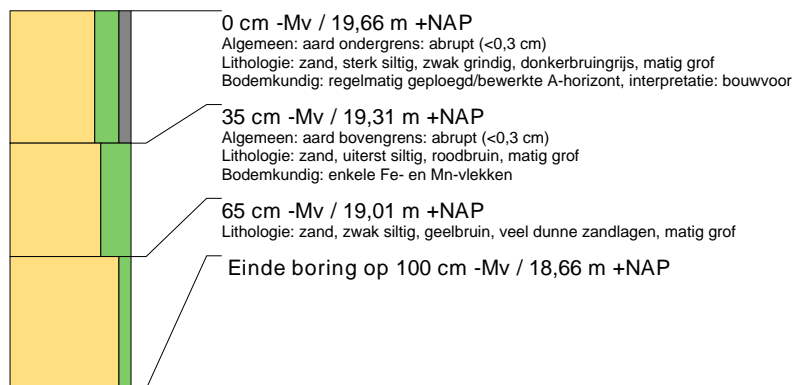 0 cm -Mv / 19,66 m +NAP
Algemeen: aard ondergrens: abrupt (<0,3 cm)
Lithologie: zand, sterk siltig, zwak grindig, donkerbruingrijs, matig grof
Bodemkundig: regelmatig geploegd/bewerkte A-horizont, interpretatie: bouwvoor
35 cm -Mv / 19,31 m +NAP
Algemeen: aard bovengrens: abrupt (<0,3 cm)
Lithologie: zand, uiterst siltig, roodbruin, matig grof
Bodemkundig: enkele Fe- en Mn-vlekken
65 cm -Mv / 19,01 m +NAP
Lithologie: zand, zwak siltig, geelbruin, veel dunne zandlagen, matig grof
Einde boring op 100 cm -Mv / 18,66 m +NAP